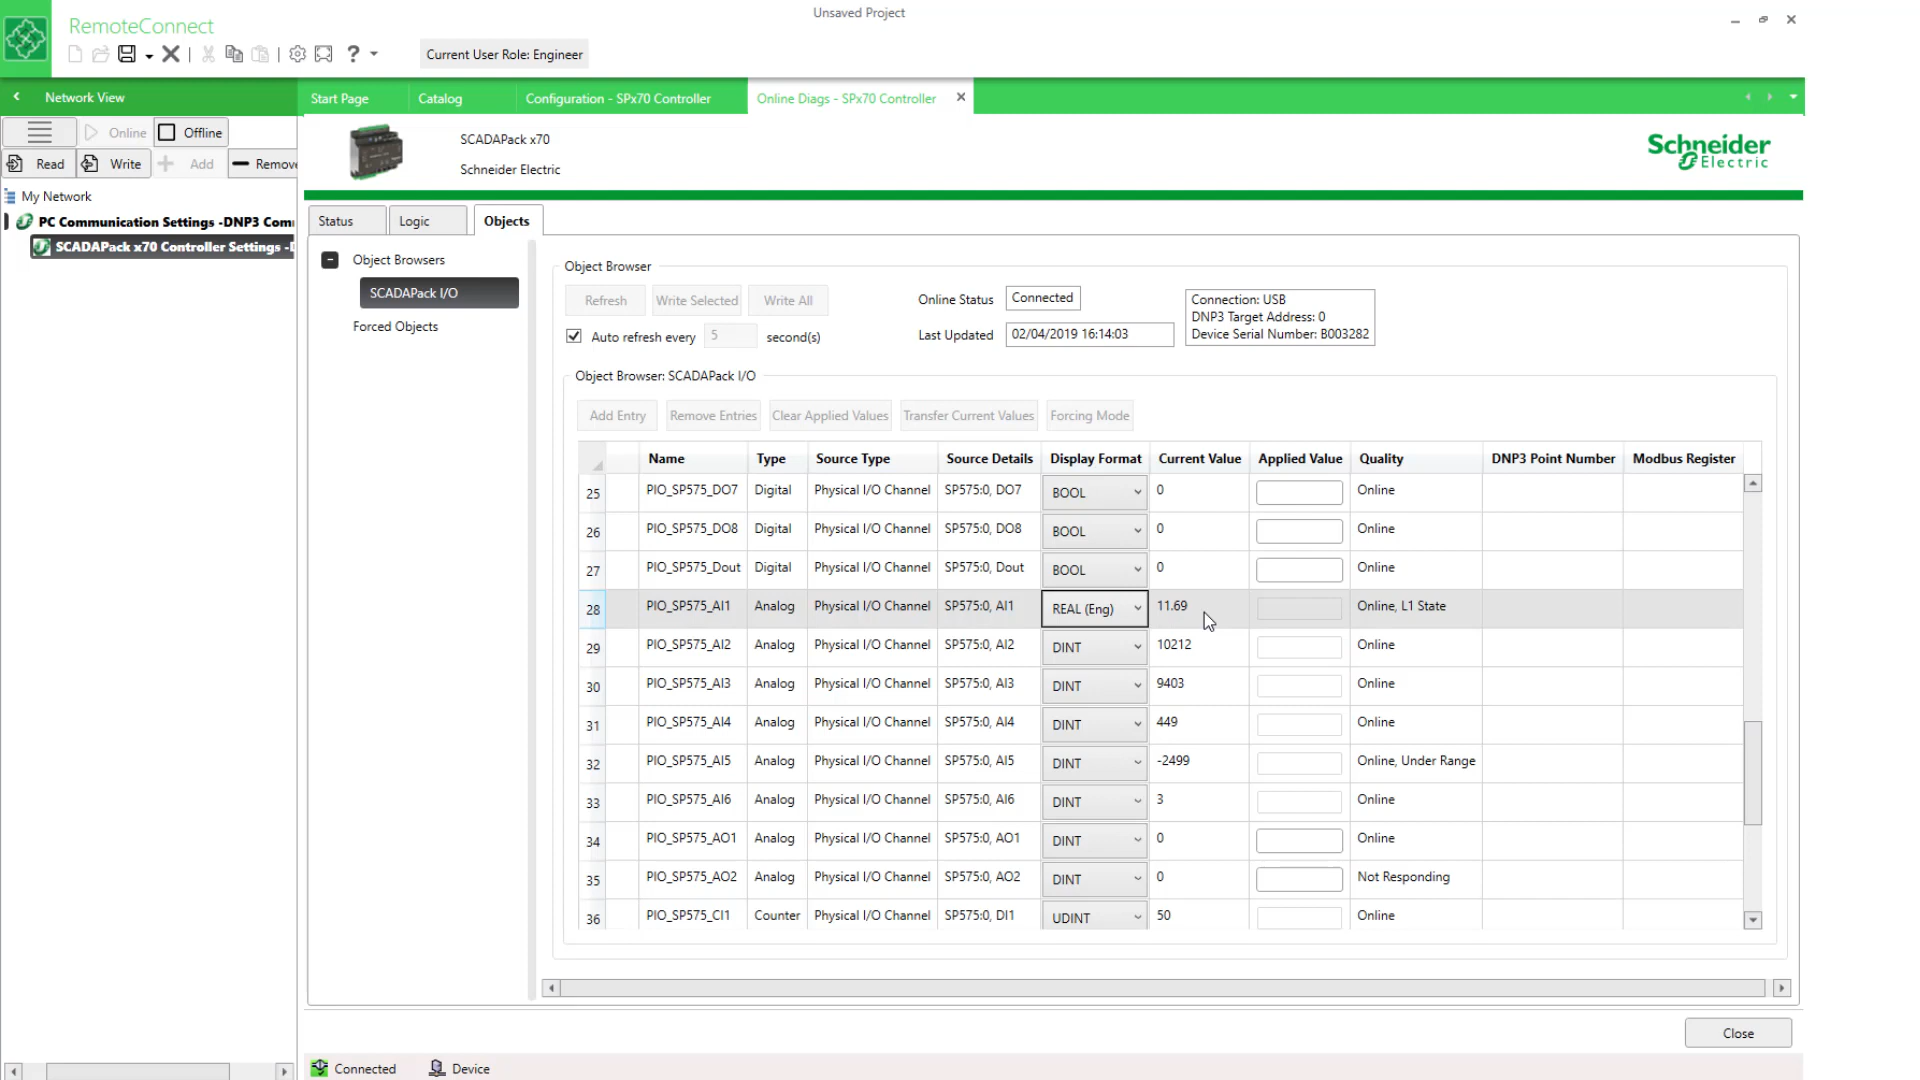 RemoteConnect
Unsaved Project
Current User Role: Engineer
Network View
Start Page
Catalog
Configuration - SPx70 Controller
Online Diags - SPx70 Controller
Online
Offline
Read
Write
Add
Remove
My Network
PC Communication Settings -DNP3 Com
SCADAPack x70 Controller Settings -D
SCADAPack x70
Schneider Electric
Schneider
Electric
Status
Logic
Objects
Object Browsers
SCADAPack I/O
Forced Objects
Object Browser
Refresh
Write Selected
Write All
Online Status
Connected
Connection: USB
DNP3 Target Address: 0
Device Serial Number: B003282
Auto refresh every
5
second(s)
Last Updated
02/04/2019 16:14:03
Object Browser: SCADAPack I/O
Add Entry
Remove Entries
Clear Applied Values
Transfer Current Values
Forcing Mode
Name Type Source Type Source Details Display Format Current Value Applied Value Quality DNP3 Point Number Modbus Register
25 PIO_SP575_DO7 Digital Physical I/O Channel SP575:0, DO7 BOOL 0 Online
26 PIO_SP575_DO8 Digital Physical I/O Channel SP575:0, DO8 BOOL 0 Online
27 PIO_SP575_Dout Digital Physical I/O Channel SP575:0, Dout BOOL 0 Online
28 PIO_SP575_AI1 Analog Physical I/O Channel SP575:0, AI1 REAL (Eng) 11.69 Online, L1 State
29 PIO_SP575_AI2 Analog Physical I/O Channel SP575:0, AI2 DINT 10212 Online
30 PIO_SP575_AI3 Analog Physical I/O Channel SP575:0, AI3 DINT 9403 Online
31 PIO_SP575_AI4 Analog Physical I/O Channel SP575:0, AI4 DINT 449 Online
32 PIO_SP575_AI5 Analog Physical I/O Channel SP575:0, AI5 DINT -2499 Online, Under Range
33 PIO_SP575_AI6 Analog Physical I/O Channel SP575:0, AI6 DINT 3 Online
34 PIO_SP575_AO1 Analog Physical I/O Channel SP575:0, AO1 DINT 0 Online
35 PIO_SP575_AO2 Analog Physical I/O Channel SP575:0, AO2 DINT 0 Not Responding
36 PIO_SP575_CI1 Counter Physical I/O Channel SP575:0, DI1 UDINT 50 Online
Close
Connected
Device